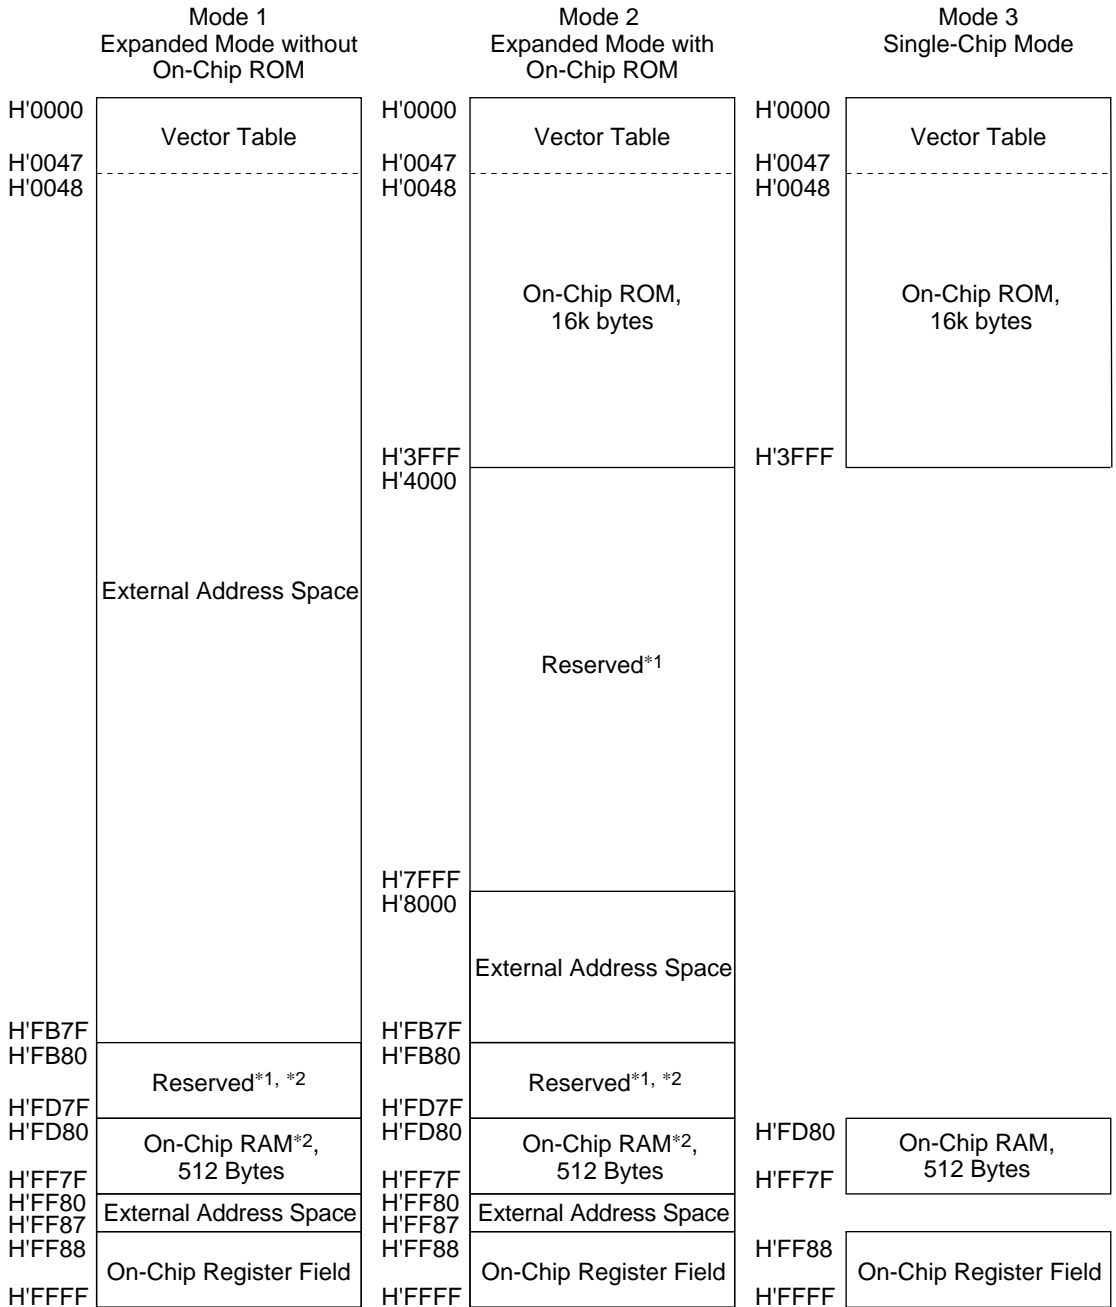 Mode 1
Expanded Mode without
On-Chip ROM
H'0000
Vector Table
H'0047
H'0048
External Address Space
H'FB7F
H'FB80
Reserved*1, *2
H'FD7F
H'FD80
On-Chip RAM*2,
512 Bytes
H'FF7F
H'FF80
External Address Space
H'FF87
H'FF88
On-Chip Register Field
H'FFFF
Mode 2
Expanded Mode with
On-Chip ROM
H'0000
Vector Table
H'0047
H'0048
On-Chip ROM,
16k bytes
H'3FFF
H'4000
Reserved*1
H'7FFF
H'8000
External Address Space
H'FB7F
H'FB80
Reserved*1, *2
H'FD7F
H'FD80
On-Chip RAM*2,
512 Bytes
H'FF7F
H'FF80
External Address Space
H'FF87
H'FF88
On-Chip Register Field
H'FFFF
Mode 3
Single-Chip Mode
H'0000
Vector Table
H'0047
H'0048
On-Chip ROM,
16k bytes
H'3FFF
H'FD80
On-Chip RAM,
512 Bytes
H'FF7F
H'FF88
On-Chip Register Field
H'FFFF